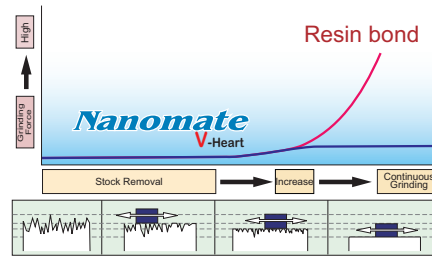 High
Grinding
Force
Resin bond
Nanomate
V-Heart
Stock Removal
Increase
Continuous
Grinding